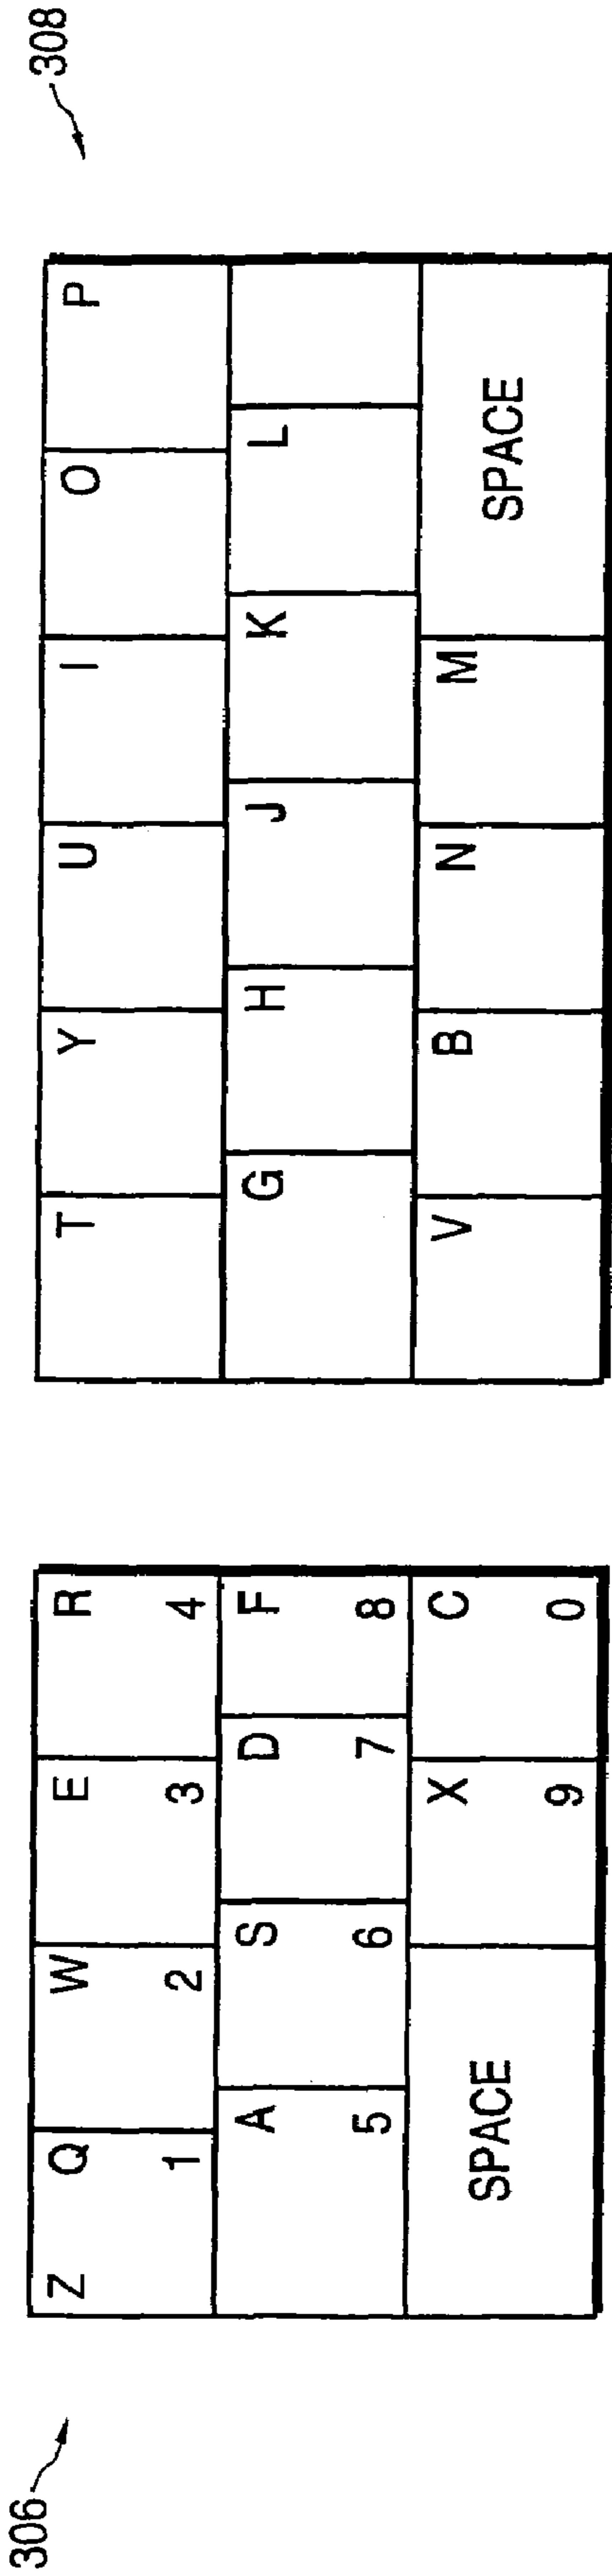 306
Z Q W E R
1 2 3 4
A S D F
5 6 7 8
SPACE X C
9 0
308
T Y U I O P
G H J K L
V B N M SPACE